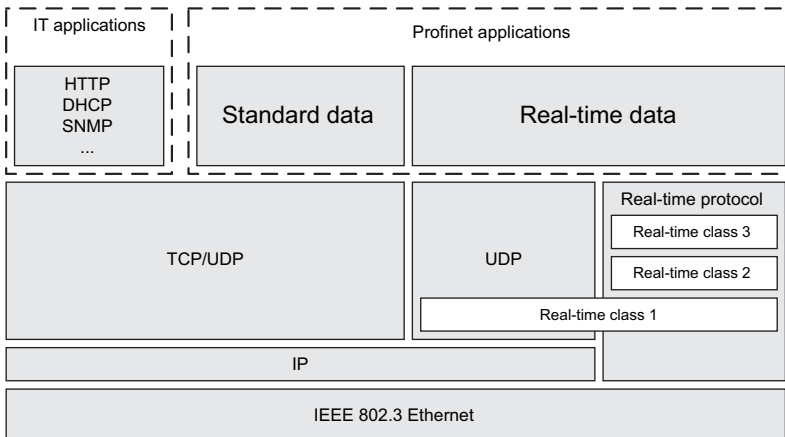 IT applications
Profinet applications
HTTP
DHCP
SNMP
...
Standard data
Real-time data
TCP/UDP
UDP
Real-time protocol
Real-time class 3
Real-time class 2
Real-time class 1
IP
IEEE 802.3 Ethernet